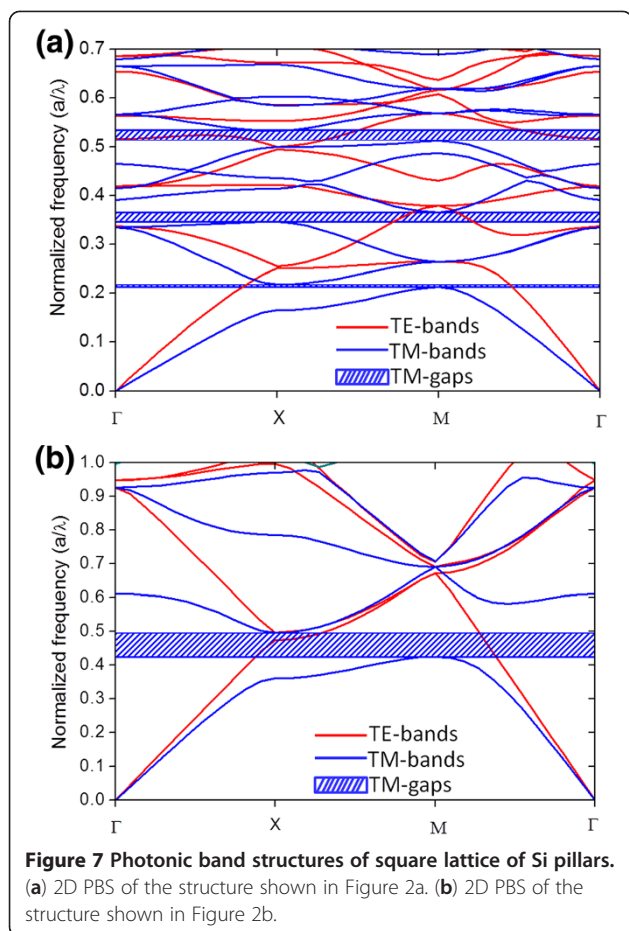 (a)
0.7
0.6
0.5
0.4
0.3
0.2
0.1
0.0
Normalized frequency (a/λ)
TE-bands
TM-bands
TM-gaps
Γ X M Γ
(b)
1.0
0.9
0.8
0.7
0.6
0.5
0.4
0.3
0.2
0.1
0.0
Normalized frequency (a/λ)
TE-bands
TM-bands
TM-gaps
Γ X M Γ
Figure 7 Photonic band structures of square lattice of Si pillars.
(a) 2D PBS of the structure shown in Figure 2a. (b) 2D PBS of the
structure shown in Figure 2b.